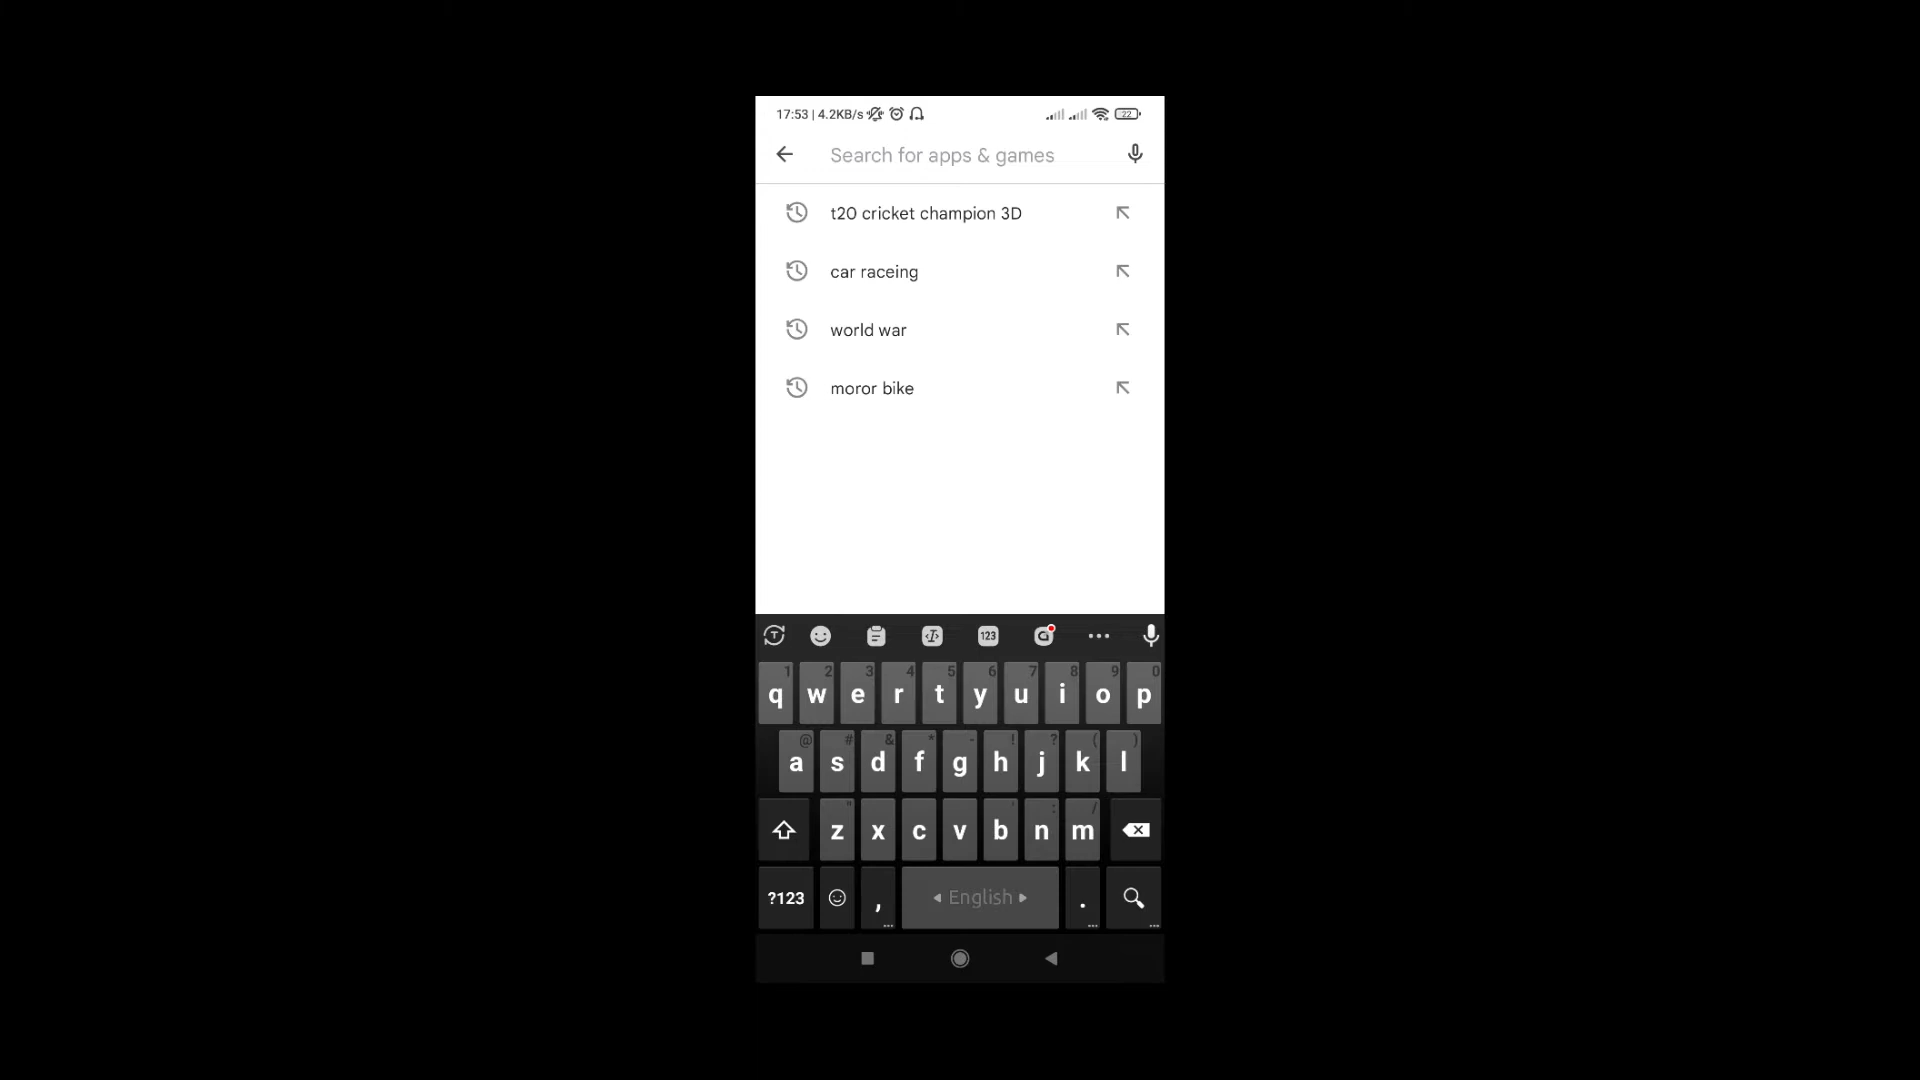 17:53 | 4.2KB/s 22
Search for apps & games
t20 cricket champion 3D
car raceing
world war
moror bike
123
1 2 3 4 5 6 7 8 9 0
q w e r t y u i o p
@ # & * - ! ? ( )
a s d f g h j k l
" ' : /
z x c v b n m
?123 , English .